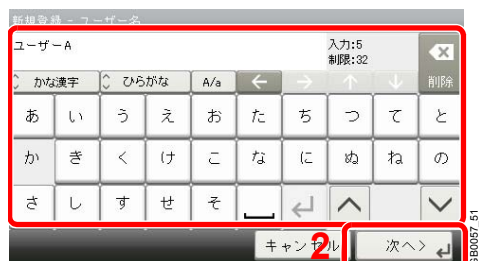 新規登録 - ユーザー名
ユーザーA
入力:5
制限:32
削除
かな漢字 ひらがな A/a ← → ↑ ↓
あ い う え お た ち つ て と
か き く け こ な に ぬ ね の
さ し す せ そ
キャンセル 2 次へ>
GB0057_51